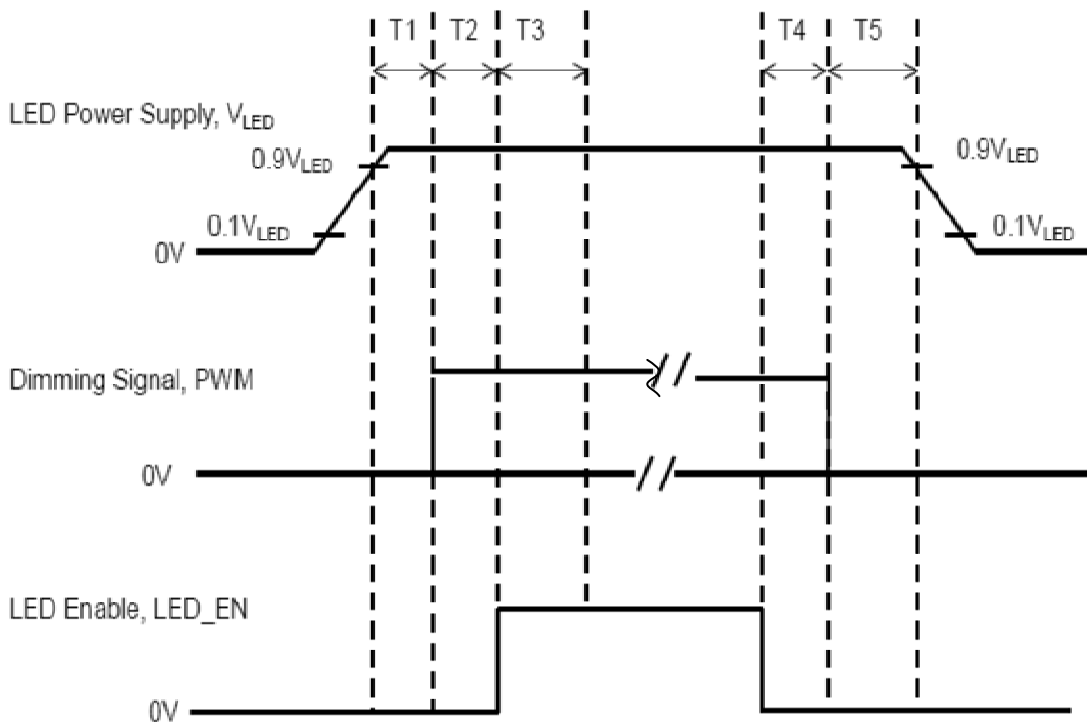 T1 T2 T3 T4 T5
LED Power Supply, VLED
0.9VLED 0.9VLED
0.1VLED 0.1VLED
0V
Dimming Signal, PWM
0V
LED Enable, LED_EN
0V